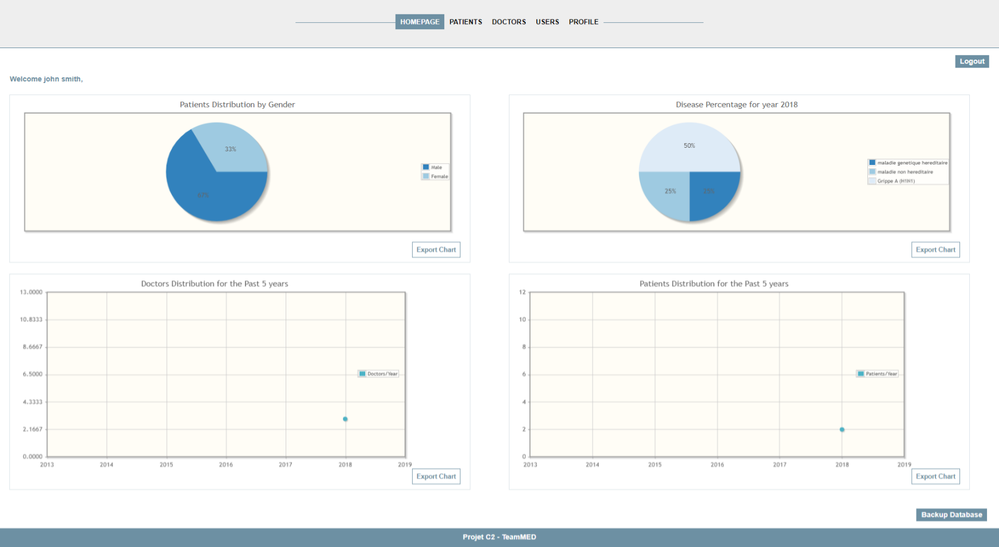 HOMEPAGE PATIENTS DOCTORS USERS PROFILE
Logout
Welcome john smith,
Patients Distribution by Gender
33%
67%
Male
Female
Export Chart
Disease Percentage for year 2018
50%
25%
25%
maladie genetique hereditaire
maladie non hereditaire
Grippe A (H1N1)
Export Chart
Doctors Distribution for the Past 5 years
13.0000
10.8333
8.6667
6.5000
4.3333
2.1667
0.0000
2013 2014 2015 2016 2017 2018 2019
Doctors/Year
Export Chart
Patients Distribution for the Past 5 years
12
10
8
6
4
2
0
2013 2014 2015 2016 2017 2018 2019
Patients/Year
Export Chart
Backup Database
Projet C2 - TeamMED